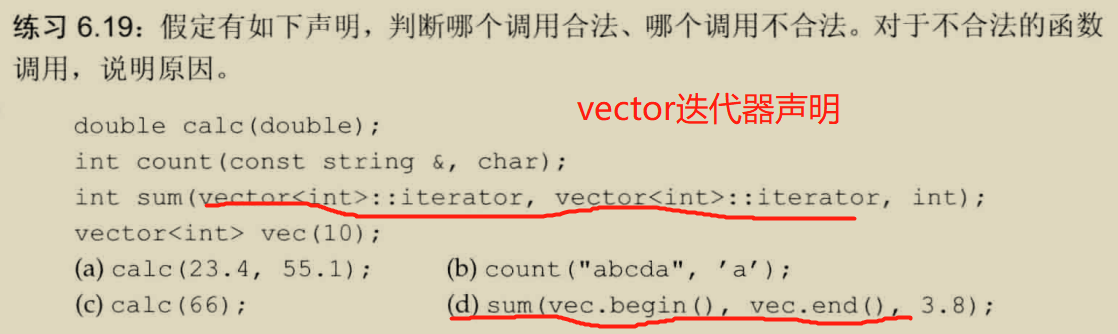 练习 6.19：假定有如下声明，判断哪个调用合法、哪个调用不合法。对于不合法的函数
调用，说明原因。
vector迭代器声明
double calc(double);
int count(const string &, char);
int sum(vector<int>::iterator, vector<int>::iterator, int);
vector<int> vec(10);
(a) calc(23.4, 55.1); (b) count("abcda", 'a');
(c) calc(66); (d) sum(vec.begin(), vec.end(), 3.8);